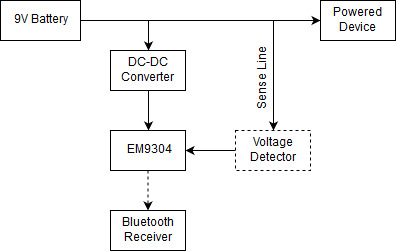 9V Battery
Powered
Device
DC-DC
Converter
Sense Line
EM9304
Voltage
Detector
Bluetooth
Receiver